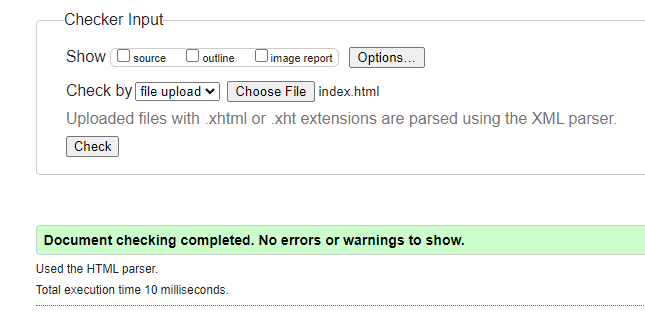 Checker Input
Show source outline image report Options...
Check by file upload Choose File index.html
Uploaded files with .xhtml or .xht extensions are parsed using the XML parser.
Check
Document checking completed. No errors or warnings to show.
Used the HTML parser.
Total execution time 10 milliseconds.